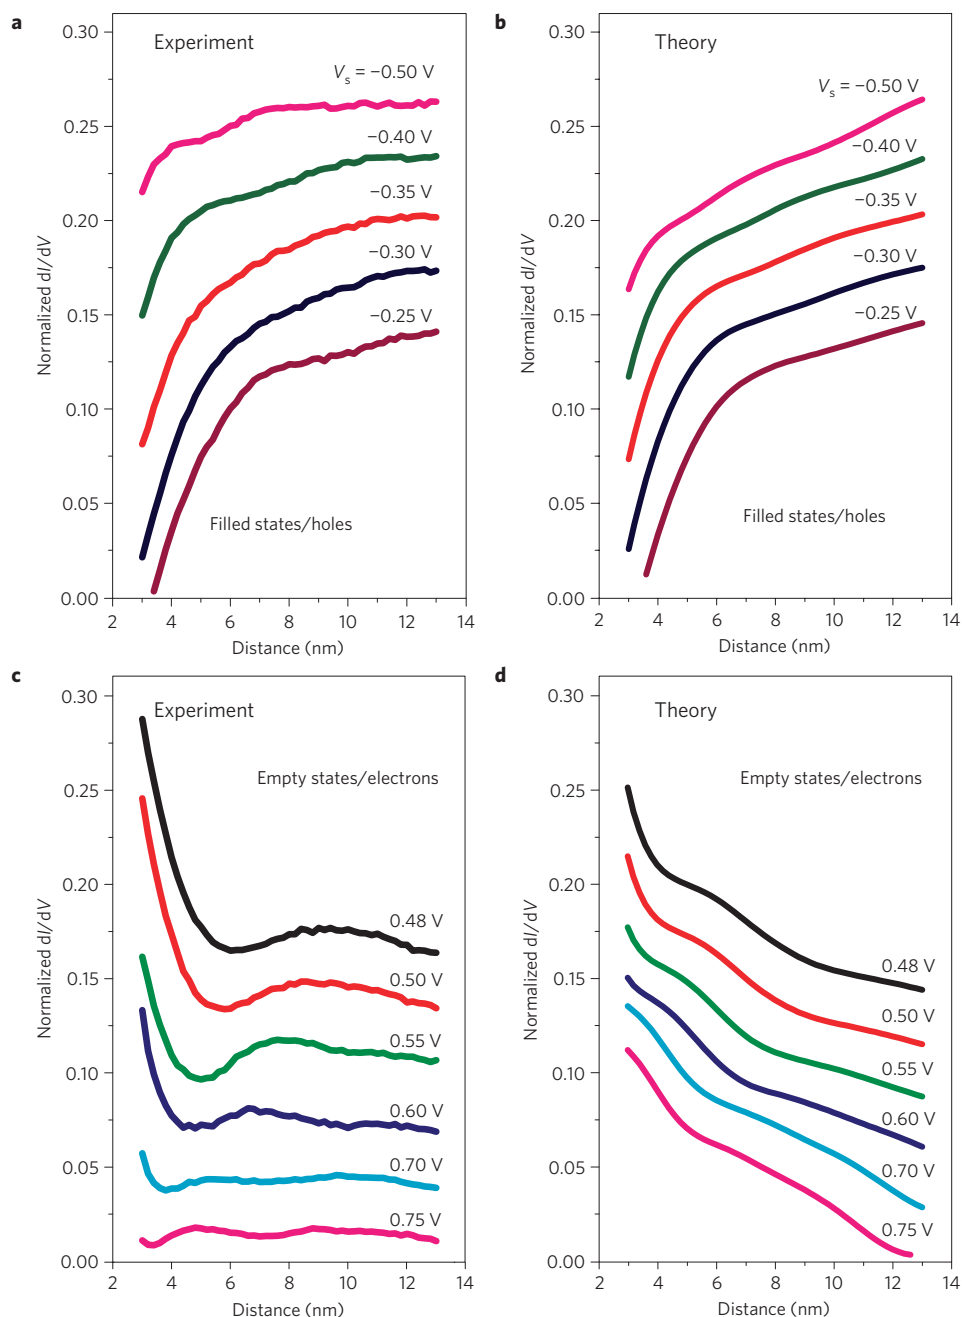 a
Experiment
0.30
0.25
0.20
0.15
0.10
0.05
0.00
Normalized dI/dV
Vs = −0.50 V
−0.40 V
−0.35 V
−0.30 V
−0.25 V
Filled states/holes
2 4 6 8 10 12 14
Distance (nm)
b
Theory
0.30
0.25
0.20
0.15
0.10
0.05
0.00
Normalized dI/dV
Vs = −0.50 V
−0.40 V
−0.35 V
−0.30 V
−0.25 V
Filled states/holes
2 4 6 8 10 12 14
Distance (nm)
c
Experiment
Empty states/electrons
0.30
0.25
0.20
0.15
0.10
0.05
0.00
Normalized dI/dV
0.48 V
0.50 V
0.55 V
0.60 V
0.70 V
0.75 V
2 4 6 8 10 12 14
Distance (nm)
d
Theory
Empty states/electrons
0.30
0.25
0.20
0.15
0.10
0.05
0.00
Normalized dI/dV
0.48 V
0.50 V
0.55 V
0.60 V
0.70 V
0.75 V
2 4 6 8 10 12 14
Distance (nm)